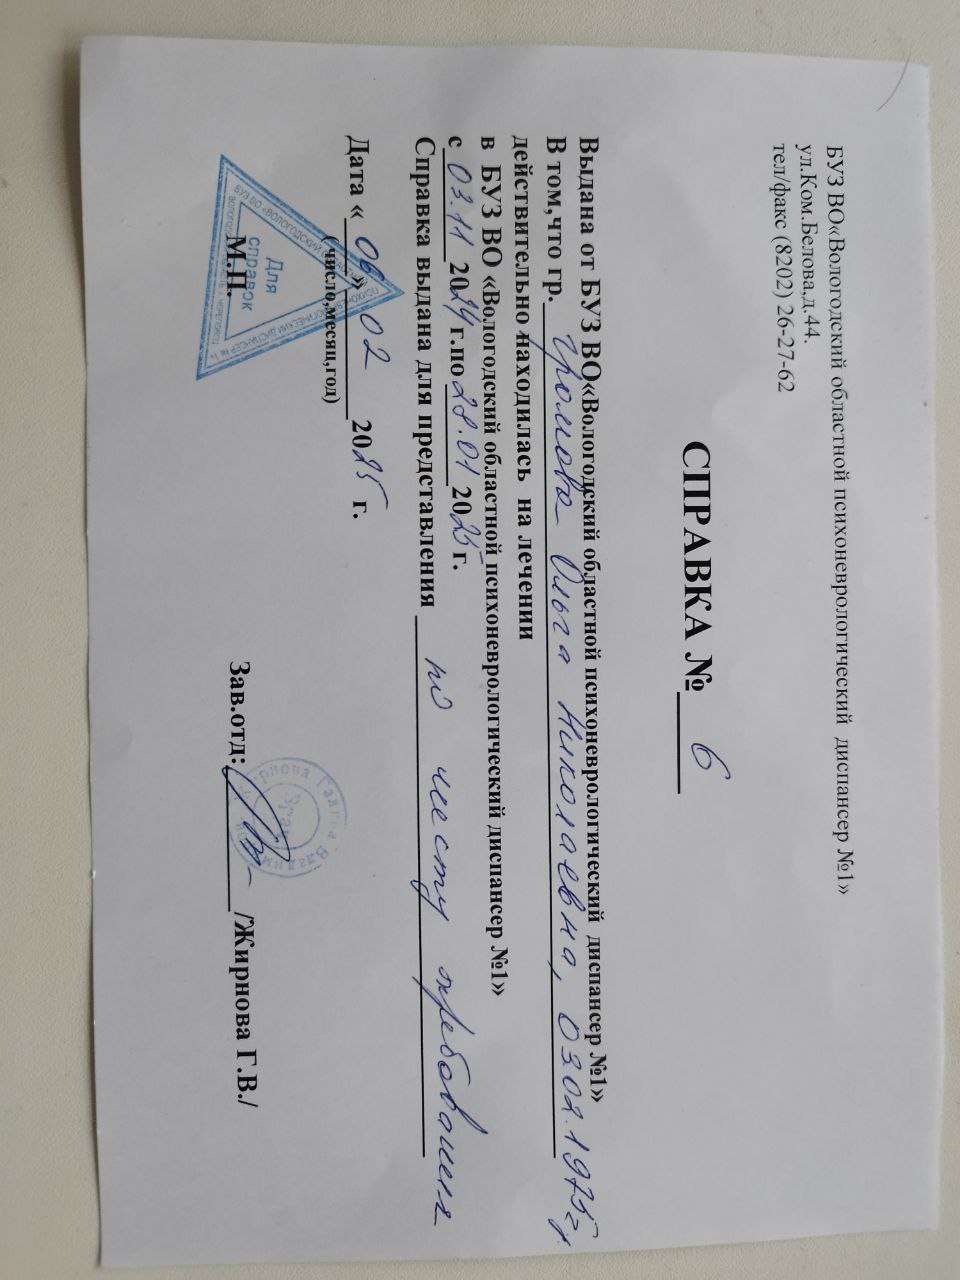 БУЗ ВО«Вологодский областной психоневрологический диспансер №1»
ул.Ком.Белова,д.44.
тел/факс (8202) 26-27-62
СПРАВКА № 6
Выдана от БУЗ ВО«Вологодский областной психоневрологический диспансер №1»
В том,что гр. Громова Ольга Николаевна, 03.02.1975г.
действительно находилась на лечении
в БУЗ ВО «Вологодский областной психоневрологический диспансер №1»
с 03.11 2024 г.по 28.01 2025 г.
Справка выдана для представления по месту требования
Дата « 06 » 02 2025 г.
( число,месяц,год)
Для
справок
М.П.
Зав.отд: /Жирнова Г.В./